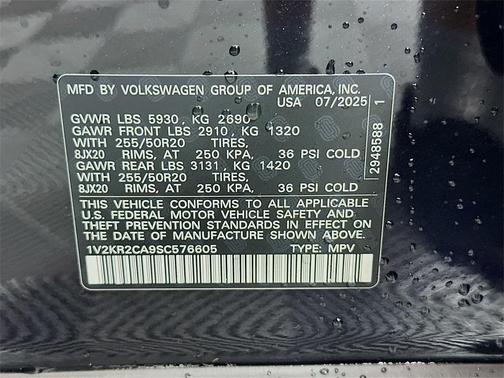 MFD BY VOLKSWAGEN GROUP OF AMERICA, INC.
USA 07/2025
GVWR LBS 5930 , KG 2690
GAWR FRONT LBS 2910 , KG 1320
WITH 255/50R20 TIRES,
8JX20 RIMS, AT 250 KPA, 36 PSI COLD
GAWR REAR LBS 3131 , KG 1420
WITH 255/50R20 TIRES,
8JX20 RIMS, AT 250 KPA, 36 PSI COLD
THIS VEHICLE CONFORMS TO ALL APPLICABLE
U.S. FEDERAL MOTOR VEHICLE SAFETY AND
THEFT PREVENTION STANDARDS IN EFFECT ON
THE DATE OF MANUFACTURE SHOWN ABOVE.
1V2KR2CA9SC576605 TYPE: MPV
2948588 1